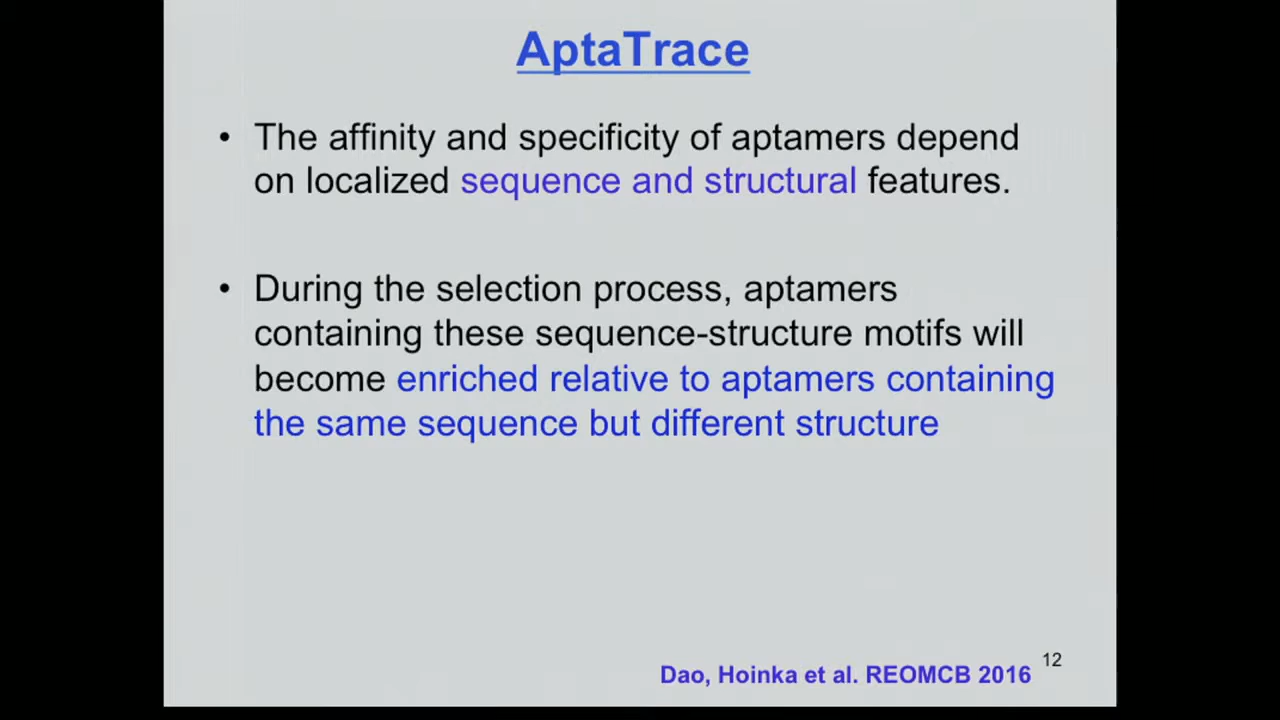 AptaTrace
• The affinity and specificity of aptamers depend
on localized sequence and structural features.
• During the selection process, aptamers
containing these sequence-structure motifs will
become enriched relative to aptamers containing
the same sequence but different structure
12
Dao, Hoinka et al. REOMCB 2016